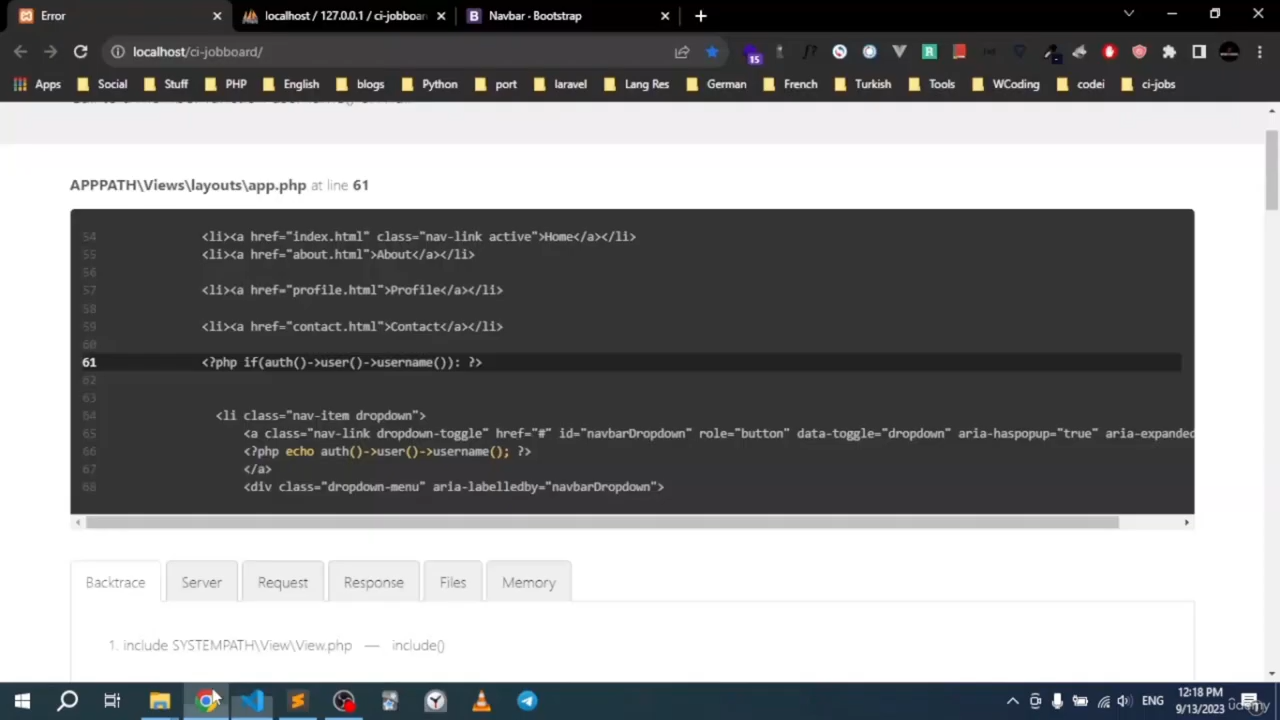 Error
localhost / 127.0.0.1 / ci-jobboar
Navbar - Bootstrap
localhost/ci-jobboard/
15
Apps
Social
Stuff
PHP
English
blogs
Python
port
laravel
Lang Res
German
French
Turkish
Tools
WCoding
codei
ci-jobs
APPPATH\Views\layouts\app.php at line 61
54 <li><a href="index.html" class="nav-link active">Home</a></li>
55 <li><a href="about.html">About</a></li>
56
57 <li><a href="profile.html">Profile</a></li>
58
59 <li><a href="contact.html">Contact</a></li>
60
61 <?php if(auth()->user()->username()): ?>
62
63
64 <li class="nav-item dropdown">
65 <a class="nav-link dropdown-toggle" href="#" id="navbarDropdown" role="button" data-toggle="dropdown" aria-haspopup="true" aria-expanded
66 <?php echo auth()->user()->username(); ?>
67 </a>
68 <div class="dropdown-menu" aria-labelledby="navbarDropdown">
Backtrace
Server
Request
Response
Files
Memory
1. include SYSTEMPATH\View\View.php — include()
ENG
12:18 PM
9/13/2023
udemy